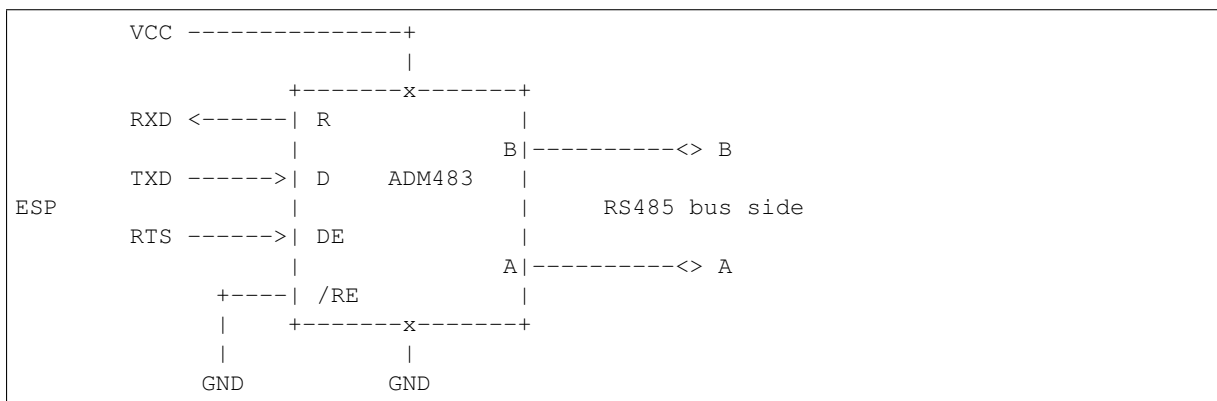 VCC ---------------+
|
+-------x-------+
RXD <------| R |
| B|----------<> B
TXD ------>| D ADM483 |
ESP | | RS485 bus side
RTS ------>| DE |
| A|----------<> A
+----| /RE |
| +-------x-------+
| |
GND GND